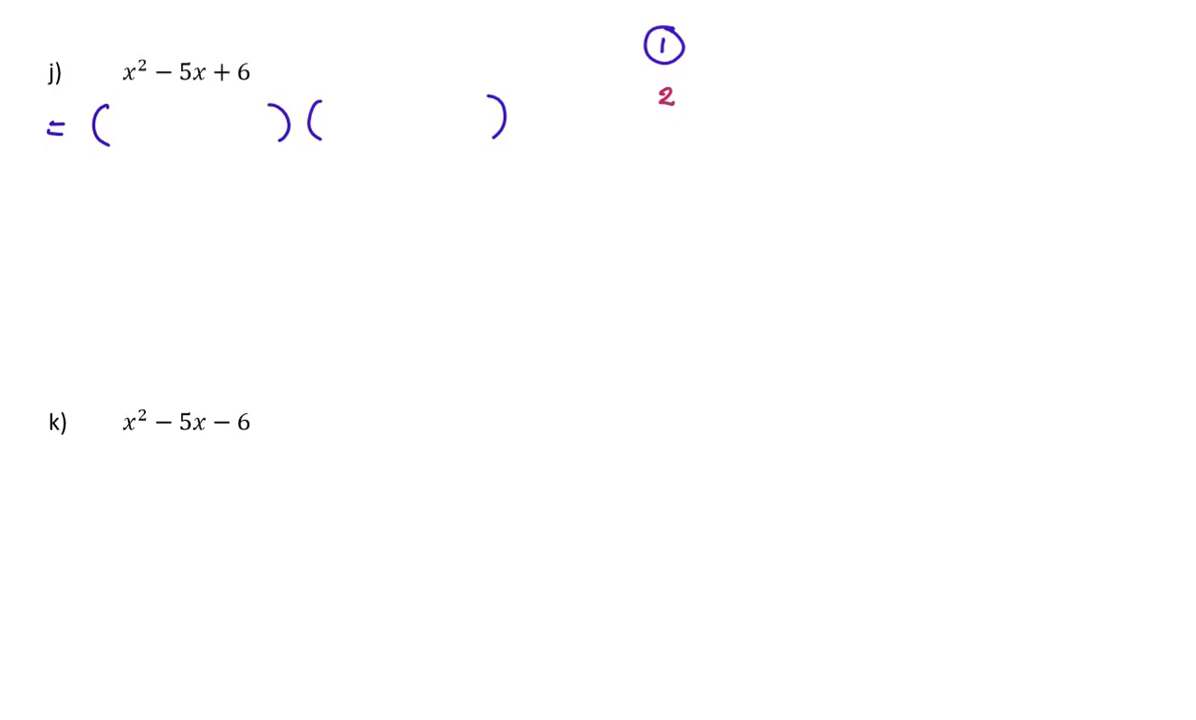 ①
j) x² − 5x + 6
2
= ( ) ( )
k) x² − 5x − 6